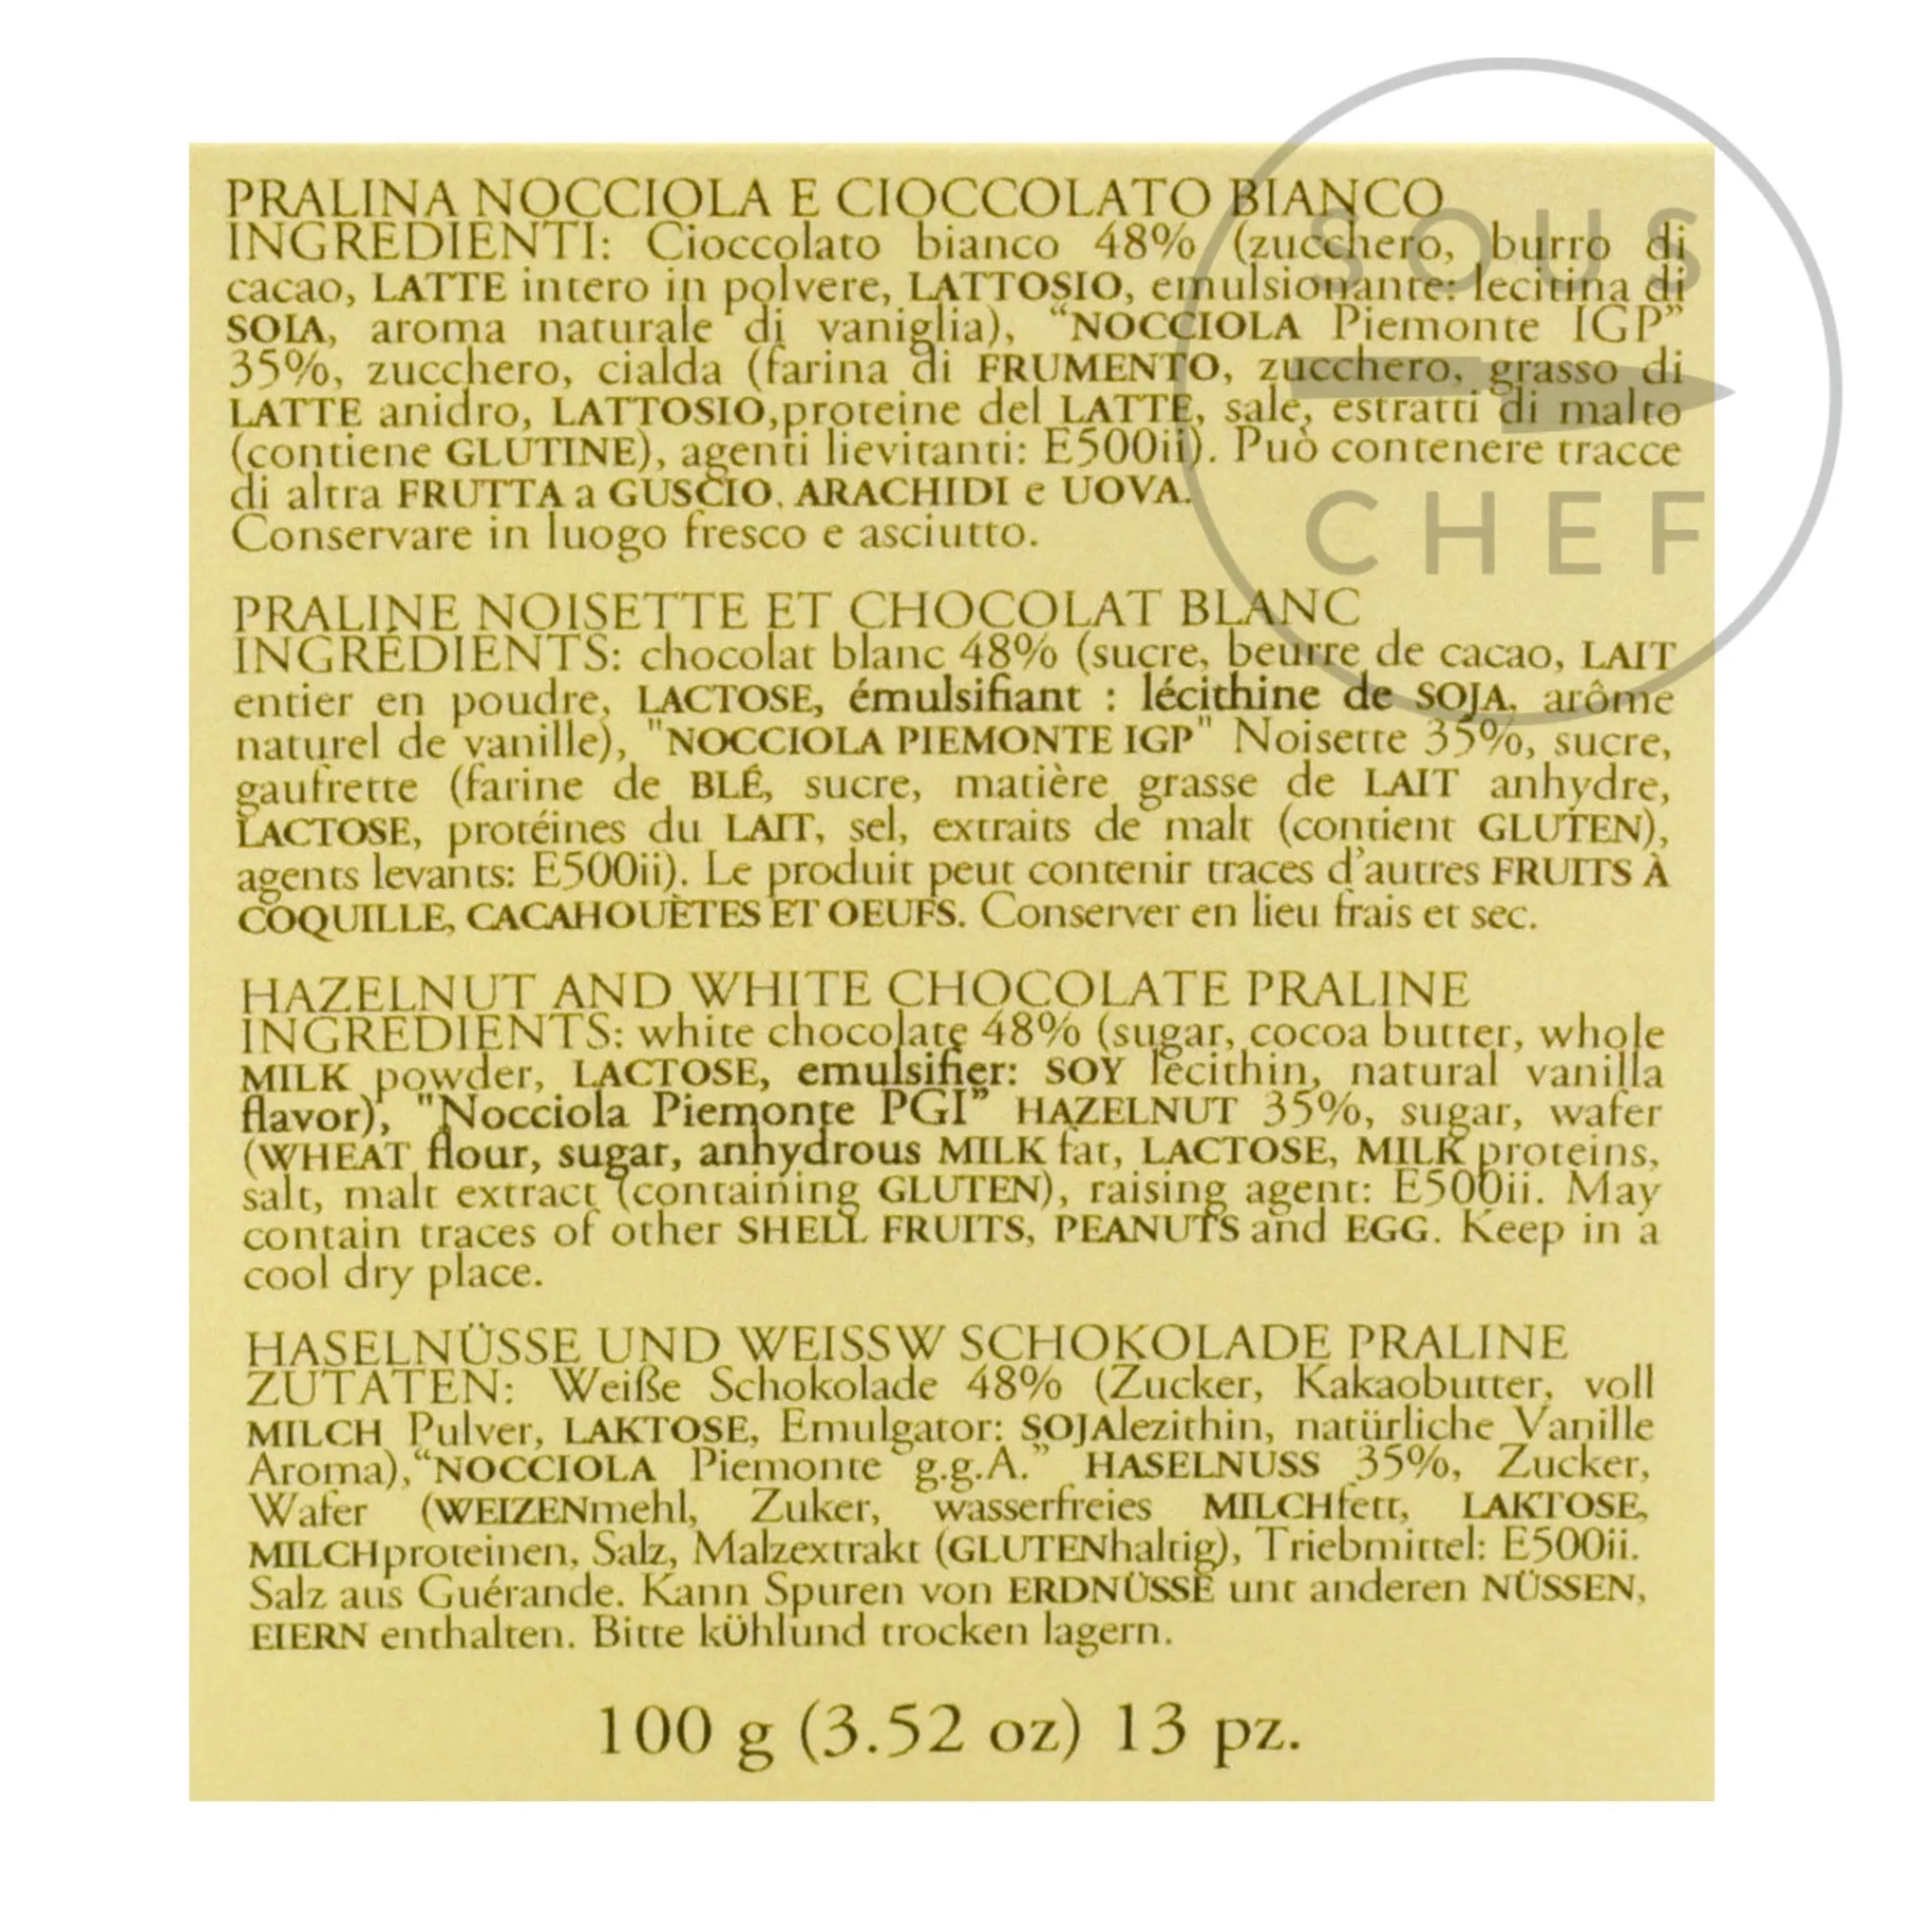 SOUS
CHEF
PRALINA NOCCIOLA E CIOCCOLATO BIANCO
INGREDIENTI: Cioccolato bianco 48% (zucchero, burro di
cacao, LATTE intero in polvere, LATTOSIO, emulsionante: lecitina di
SOIA, aroma naturale di vaniglia), “NOCCIOLA Piemonte IGP”
35%, zucchero, cialda (farina di FRUMENTO, zucchero, grasso di
LATTE anidro, LATTOSIO,proteine del LATTE, sale, estratti di malto
(contiene GLUTINE), agenti lievitanti: E500ii). Può contenere tracce
di altra FRUTTA a GUSCIO, ARACHIDI e UOVA.
Conservare in luogo fresco e asciutto.
PRALINE NOISETTE ET CHOCOLAT BLANC
INGRÉDIENTS: chocolat blanc 48% (sucre, beurre de cacao, LAIT
entier en poudre, LACTOSE, émulsifiant : lécithine de SOJA, arôme
naturel de vanille), "NOCCIOLA PIEMONTE IGP" Noisette 35%, sucre,
gaufrette (farine de BLÉ, sucre, matière grasse de LAIT anhydre,
LACTOSE, protéines du LAIT, sel, extraits de malt (contient GLUTEN),
agents levants: E500ii). Le produit peut contenir traces d’autres FRUITS À
COQUILLE, CACAHOUÈTES ET OEUFS. Conserver en lieu frais et sec.
HAZELNUT AND WHITE CHOCOLATE PRALINE
INGREDIENTS: white chocolate 48% (sugar, cocoa butter, whole
MILK powder, LACTOSE, emulsifier: SOY lecithin, natural vanilla
flavor), "Nocciola Piemonte PGI” HAZELNUT 35%, sugar, wafer
(WHEAT flour, sugar, anhydrous MILK fat, LACTOSE, MILK proteins,
salt, malt extract (containing GLUTEN), raising agent: E500ii. May
contain traces of other SHELL FRUITS, PEANUTS and EGG. Keep in a
cool dry place.
HASELNÜSSE UND WEISSW SCHOKOLADE PRALINE
ZUTATEN: Weiße Schokolade 48% (Zucker, Kakaobutter, voll
MILCH Pulver, LAKTOSE, Emulgator: SOJAlezithin, natürliche Vanille
Aroma),“NOCCIOLA Piemonte g.g.A.” HASELNUSS 35%, Zucker,
Wafer (WEIZENmehl, Zuker, wasserfreies MILCHfett, LAKTOSE,
MILCHproteinen, Salz, Malzextrakt (GLUTENhaltig), Triebmittel: E500ii.
Salz aus Guérande. Kann Spuren von ERDNÜSSE unt anderen NÜSSEN,
EIERN enthalten. Bitte kÜhlund trocken lagern.
100 g (3.52 oz) 13 pz.